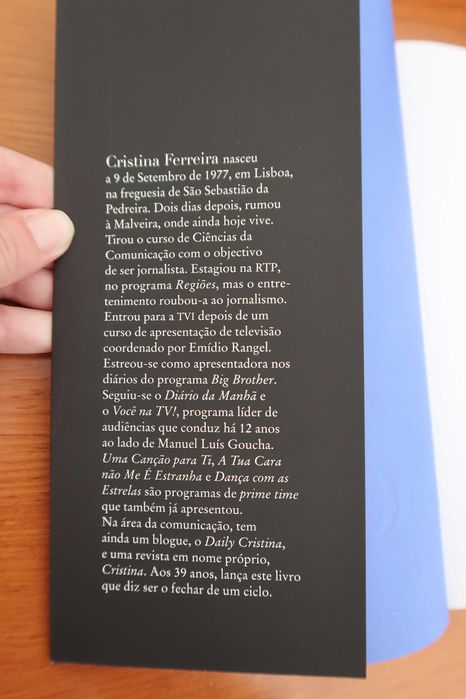 Cristina Ferreira nasceu
a 9 de Setembro de 1977, em Lisboa,
na freguesia de São Sebastião da
Pedreira. Dois dias depois, rumou
à Malveira, onde ainda hoje vive.
Tirou o curso de Ciências da
Comunicação com o objectivo
de ser jornalista. Estagiou na RTP,
no programa Regiões, mas o entre-
tenimento roubou-a ao jornalismo.
Entrou para a TVI depois de um
curso de apresentação de televisão
coordenado por Emídio Rangel.
Estreou-se como apresentadora nos
diários do programa Big Brother.
Seguiu-se o Diário da Manhã e
o Você na TV!, programa líder de
audiências que conduz há 12 anos
ao lado de Manuel Luís Goucha.
Uma Canção para Ti, A Tua Cara
não Me É Estranha e Dança com as
Estrelas são programas de prime time
que também já apresentou.
Na área da comunicação, tem
ainda um blogue, o Daily Cristina,
e uma revista em nome próprio,
Cristina. Aos 39 anos, lança este livro
que diz ser o fechar de um ciclo.